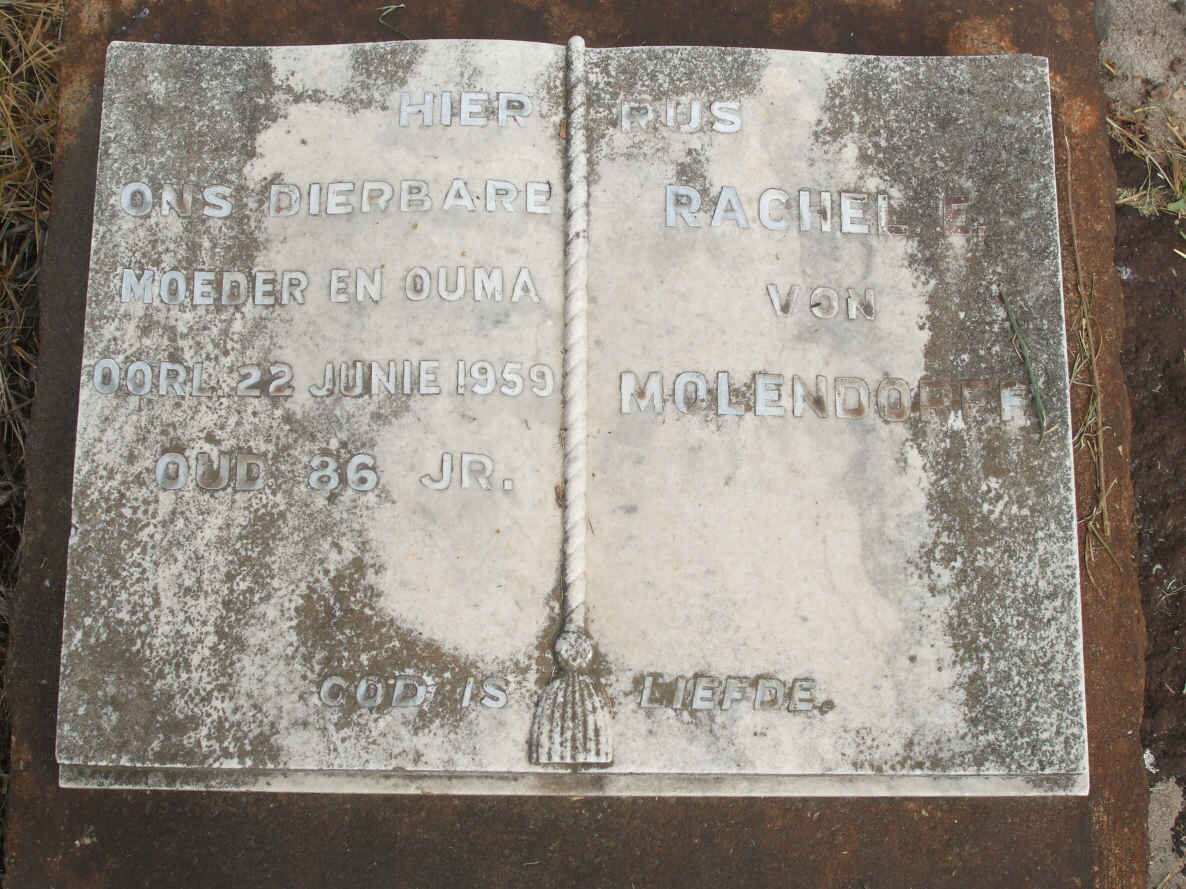 HIER RUS
ONS DIERBARE
MOEDER EN OUMA
OORL. 22 JUNIE 1959
OUD 86 JR.
RACHEL E.
VON
MOLENDORFF
GOD IS LIEFDE.